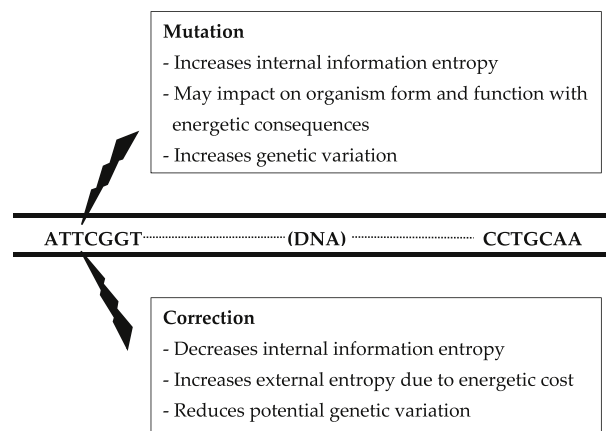 Mutation
- Increases internal information entropy
- May impact on organism form and function with
energetic consequences
- Increases genetic variation
ATTCGGT (DNA) CCTGCAA
Correction
- Decreases internal information entropy
- Increases external entropy due to energetic cost
- Reduces potential genetic variation